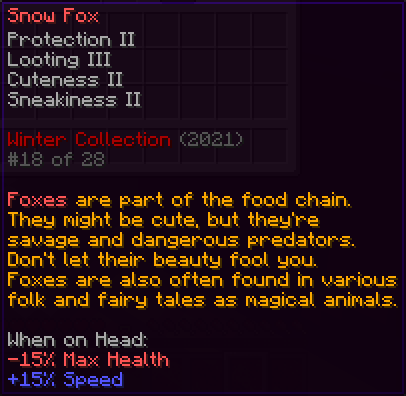 Snow Fox
Protection II
Looting III
Cuteness II
Sneakiness II
Winter Collection (2021)
#18 of 28
Foxes are part of the food chain.
They might be cute, but they're
savage and dangerous predators.
Don't let their beauty fool you.
Foxes are also often found in various
folk and fairy tales as magical animals.
When on Head:
-15% Max Health
+15% Speed